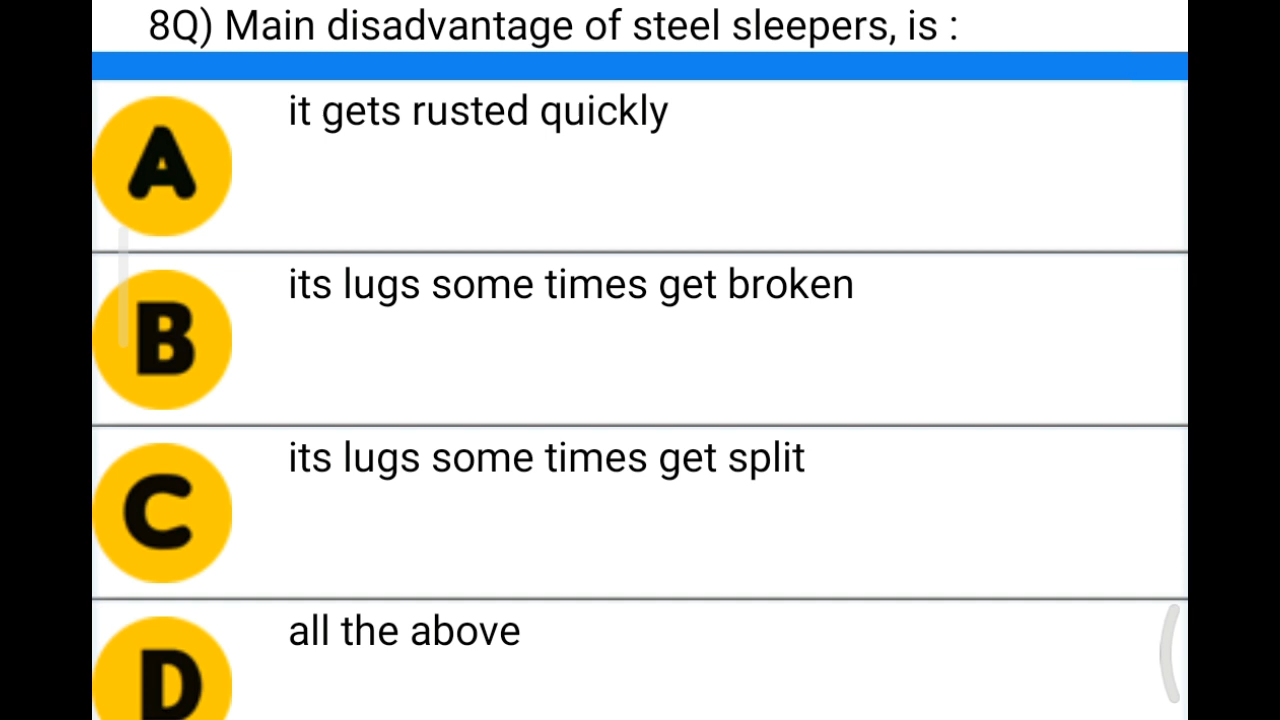 8Q) Main disadvantage of steel sleepers, is :
A it gets rusted quickly
B its lugs some times get broken
C its lugs some times get split
D all the above